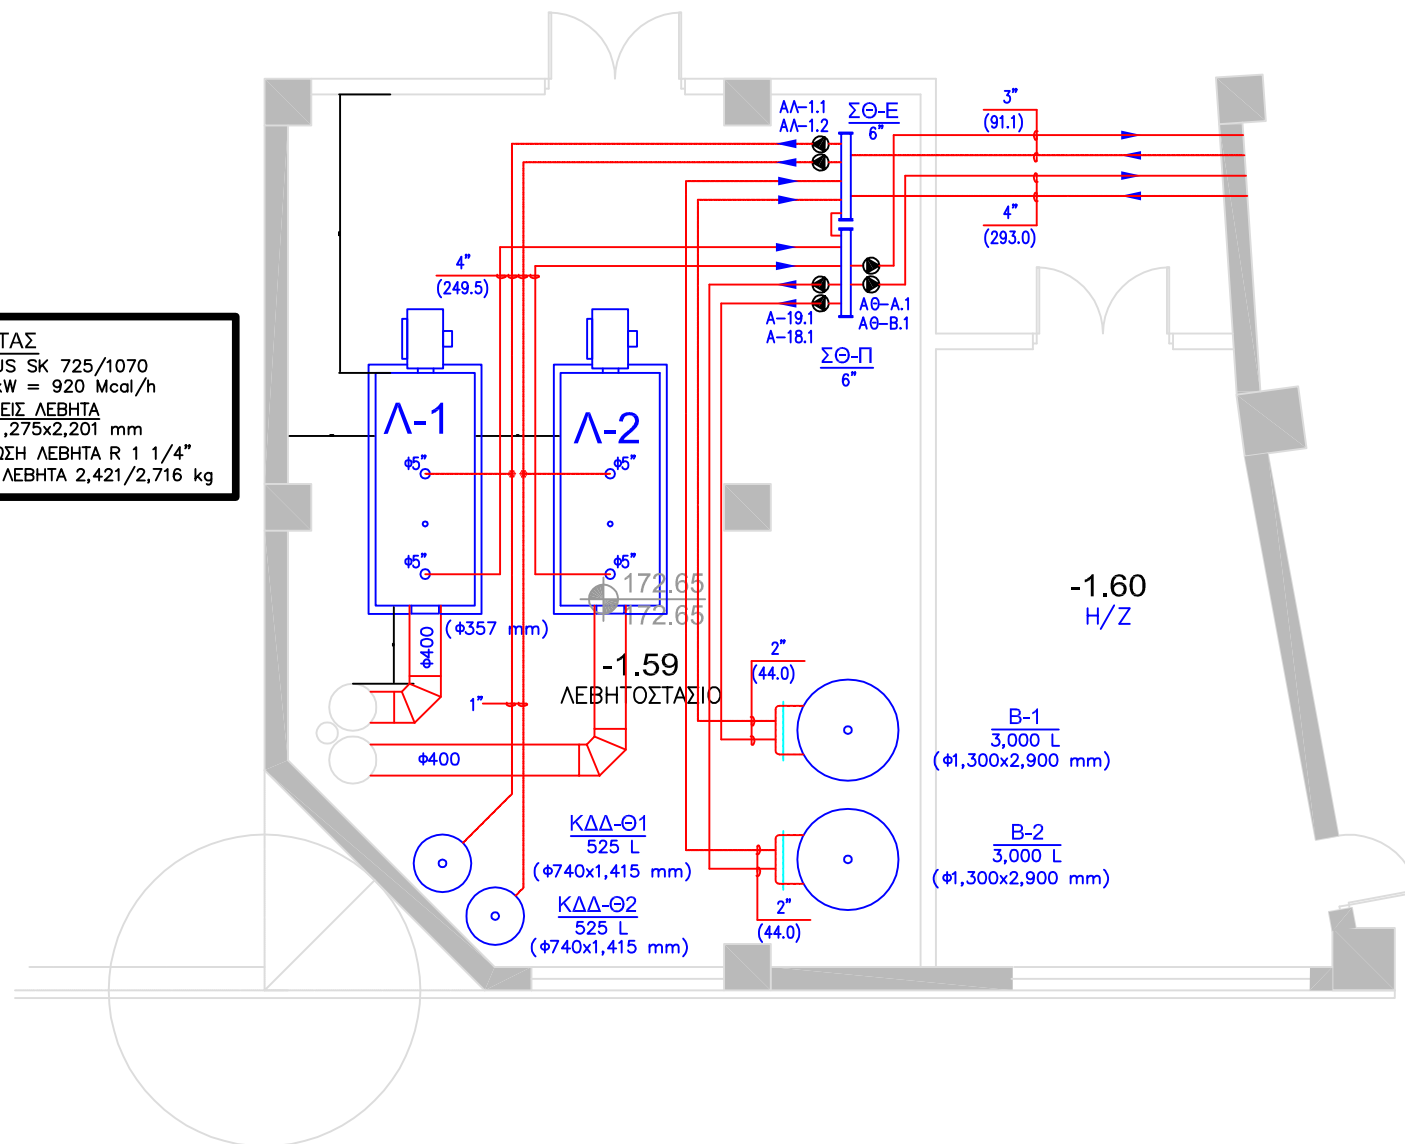 ΑΛ-1.1
ΑΛ-1.2
ΣΘ-Ε
6"
3"
(91.1)
4"
(293.0)
4"
(249.5)
Α-19.1
Α-18.1
ΑΘ-Α.1
ΑΘ-Β.1
ΣΘ-Π
6"
ΤΑΣ
US SK 725/1070
kW = 920 Mcal/h
ΕΙΣ ΛΕΒΗΤΑ
,275x2,201 mm
ΩΣΗ ΛΕΒΗΤΑ R 1 1/4"
ΛΕΒΗΤΑ 2,421/2,716 kg
Λ-1
Λ-2
φ5"
φ5"
φ5"
φ5"
172.65
172.65
-1.60
Η/Ζ
(φ357 mm)
φ400
-1.59
ΛΕΒΗΤΟΣΤΑΣΙΟ
2"
(44.0)
1"
φ400
Β-1
3,000 L
(φ1,300x2,900 mm)
ΚΔΔ-Θ1
525 L
(φ740x1,415 mm)
Β-2
3,000 L
(φ1,300x2,900 mm)
ΚΔΔ-Θ2
525 L
(φ740x1,415 mm)
2"
(44.0)